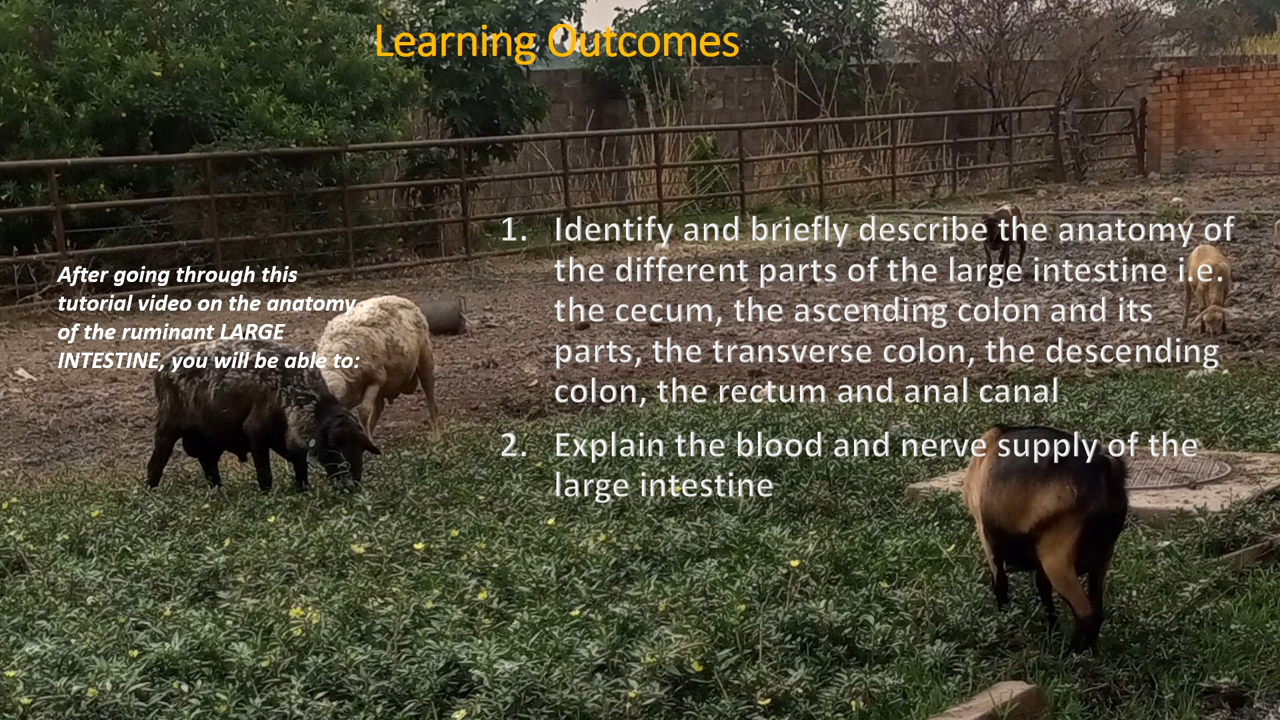 Learning Outcomes
After going through this
tutorial video on the anatomy
of the ruminant LARGE
INTESTINE, you will be able to:
1. Identify and briefly describe the anatomy of
the different parts of the large intestine i.e.
the cecum, the ascending colon and its
parts, the transverse colon, the descending
colon, the rectum and anal canal
2. Explain the blood and nerve supply of the
large intestine